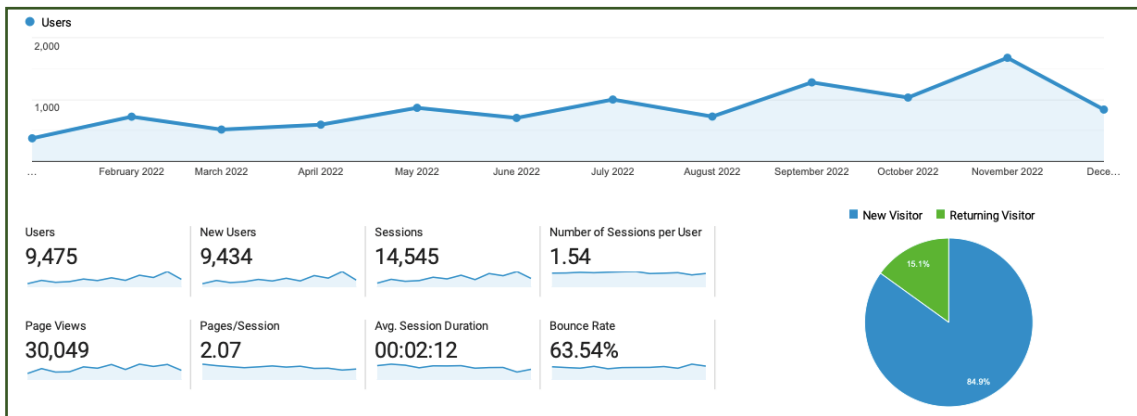 Users
2,000
1,000
... February 2022 March 2022 April 2022 May 2022 June 2022 July 2022 August 2022 September 2022 October 2022 November 2022 Dece...
New Visitor Returning Visitor
Users New Users Sessions Number of Sessions per User
9,475 9,434 14,545 1.54
15.1%
Page Views Pages/Session Avg. Session Duration Bounce Rate
30,049 2.07 00:02:12 63.54%
84.9%